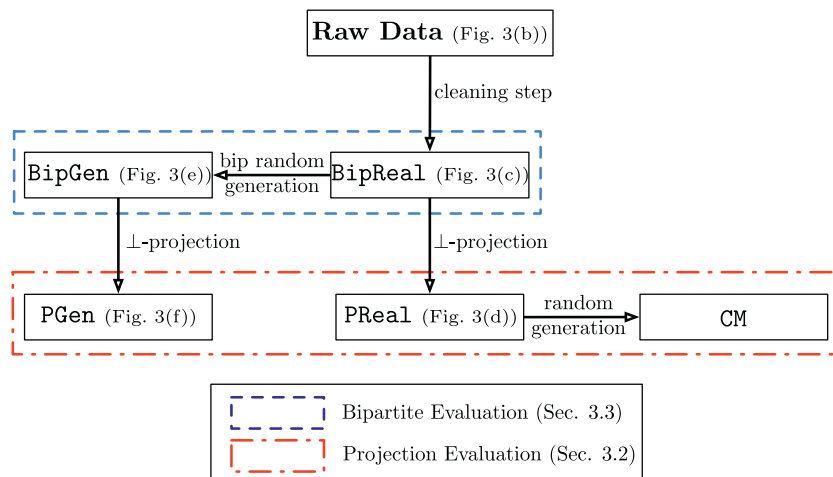 Raw Data (Fig. 3(b))
cleaning step
BipGen (Fig. 3(e))
bip random
generation
BipReal (Fig. 3(c))
⊥-projection
⊥-projection
PGen (Fig. 3(f))
PReal (Fig. 3(d))
random
generation
CM
Bipartite Evaluation (Sec. 3.3)
Projection Evaluation (Sec. 3.2)